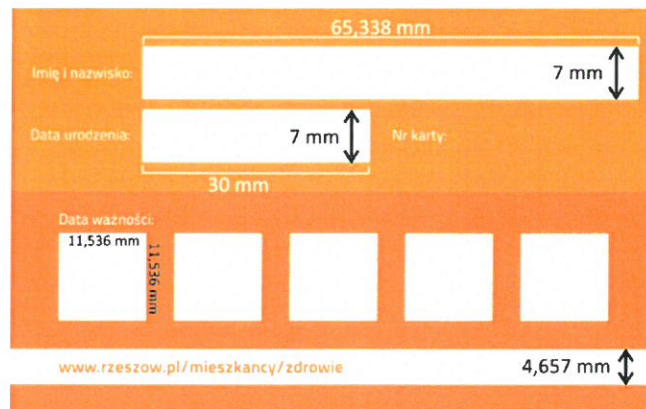 65,338 mm
Imię i nazwisko:
7 mm
Data urodzenia:
7 mm
Nr karty:
30 mm
Data ważności:
11,536 mm
11,536 mm
www.rzeszow.pl/mieszkancy/zdrowie
4,657 mm